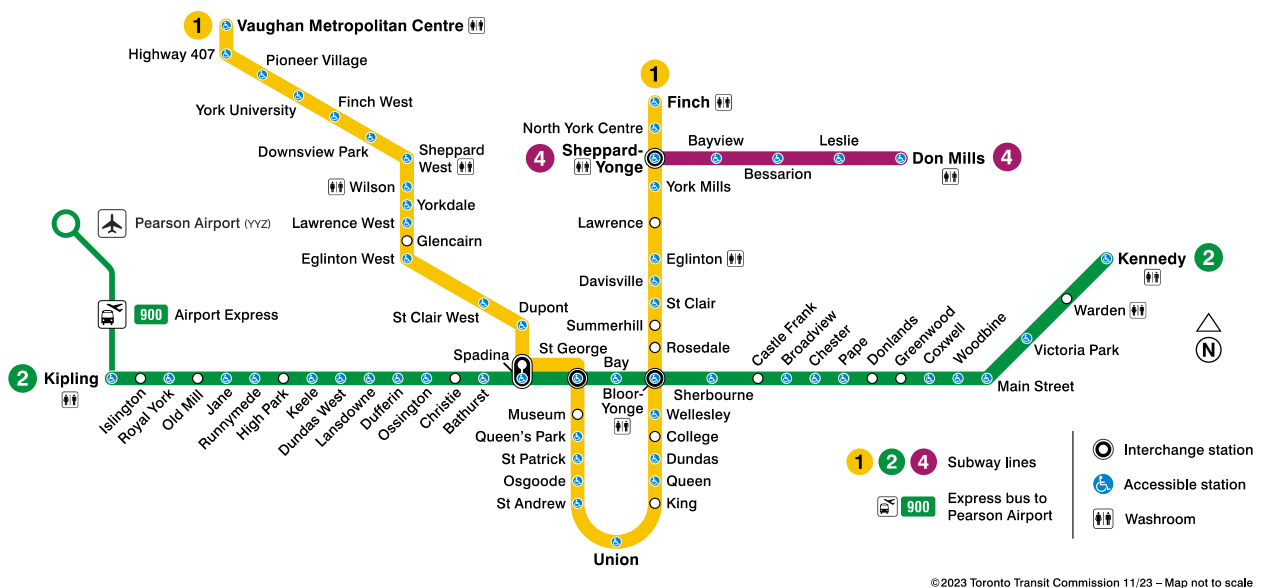 1
Vaughan Metropolitan Centre
Highway 407
Pioneer Village
York University
Finch West
Downsview Park
Sheppard
West
Wilson
Yorkdale
Lawrence West
Glencairn
Eglinton West
St Clair West
Dupont
Spadina
St George
Museum
Queen's Park
St Patrick
Osgoode
St Andrew
Union
King
Queen
Dundas
College
Wellesley
Bloor-
Yonge
Rosedale
Summerhill
St Clair
Davisville
Eglinton
Lawrence
York Mills
4
Sheppard-
Yonge
North York Centre
Finch
1
Bayview
Bessarion
Leslie
Don Mills
4
Pearson Airport (YYZ)
900
Airport Express
2
Kipling
Islington
Royal York
Old Mill
Jane
Runnymede
High Park
Keele
Dundas West
Lansdowne
Dufferin
Ossington
Christie
Bathurst
Bay
Sherbourne
Castle Frank
Broadview
Chester
Pape
Donlands
Greenwood
Coxwell
Woodbine
Main Street
Victoria Park
Warden
Kennedy
2
N
1 2 4 Subway lines
900 Express bus to
Pearson Airport
Interchange station
Accessible station
Washroom
©2023 Toronto Transit Commission 11/23 – Map not to scale